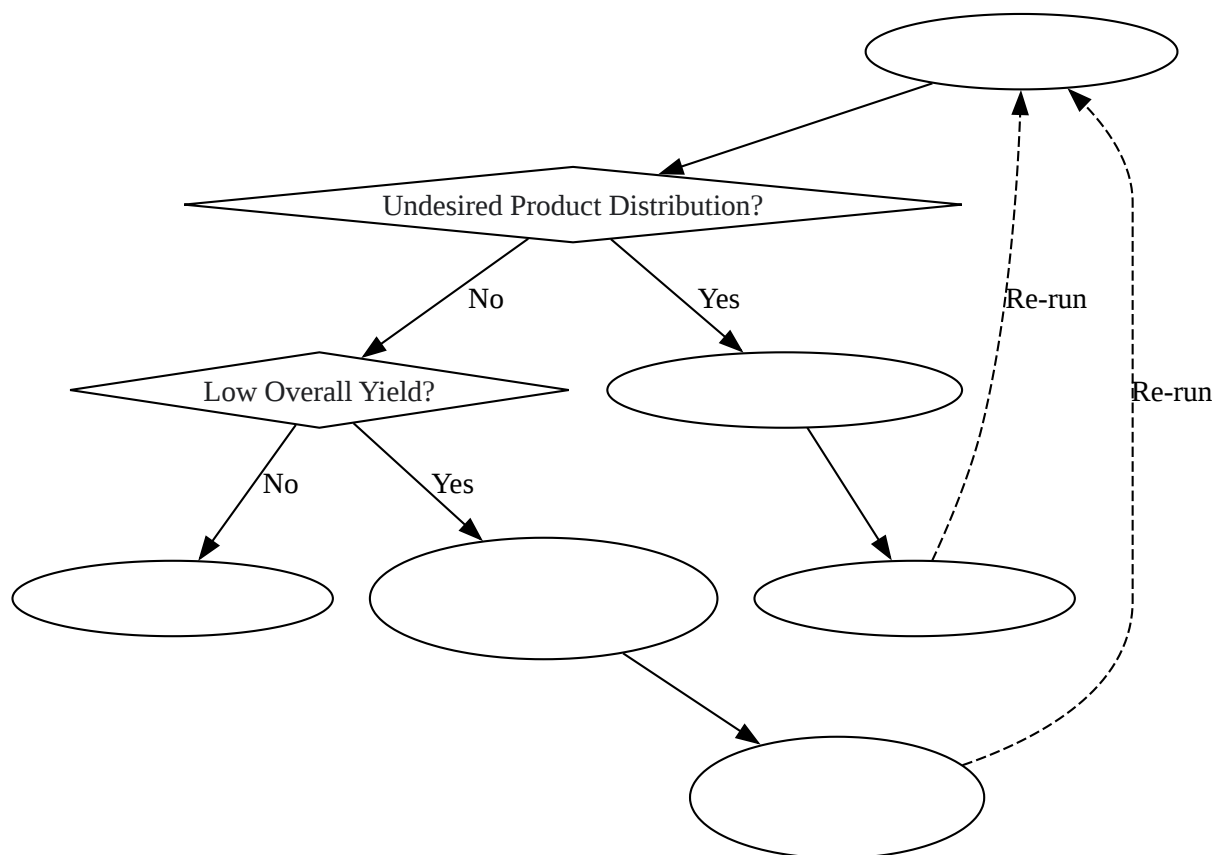 Undesired Product Distribution?
No
Yes
Re-run
Low Overall Yield?
Re-run
No
Yes